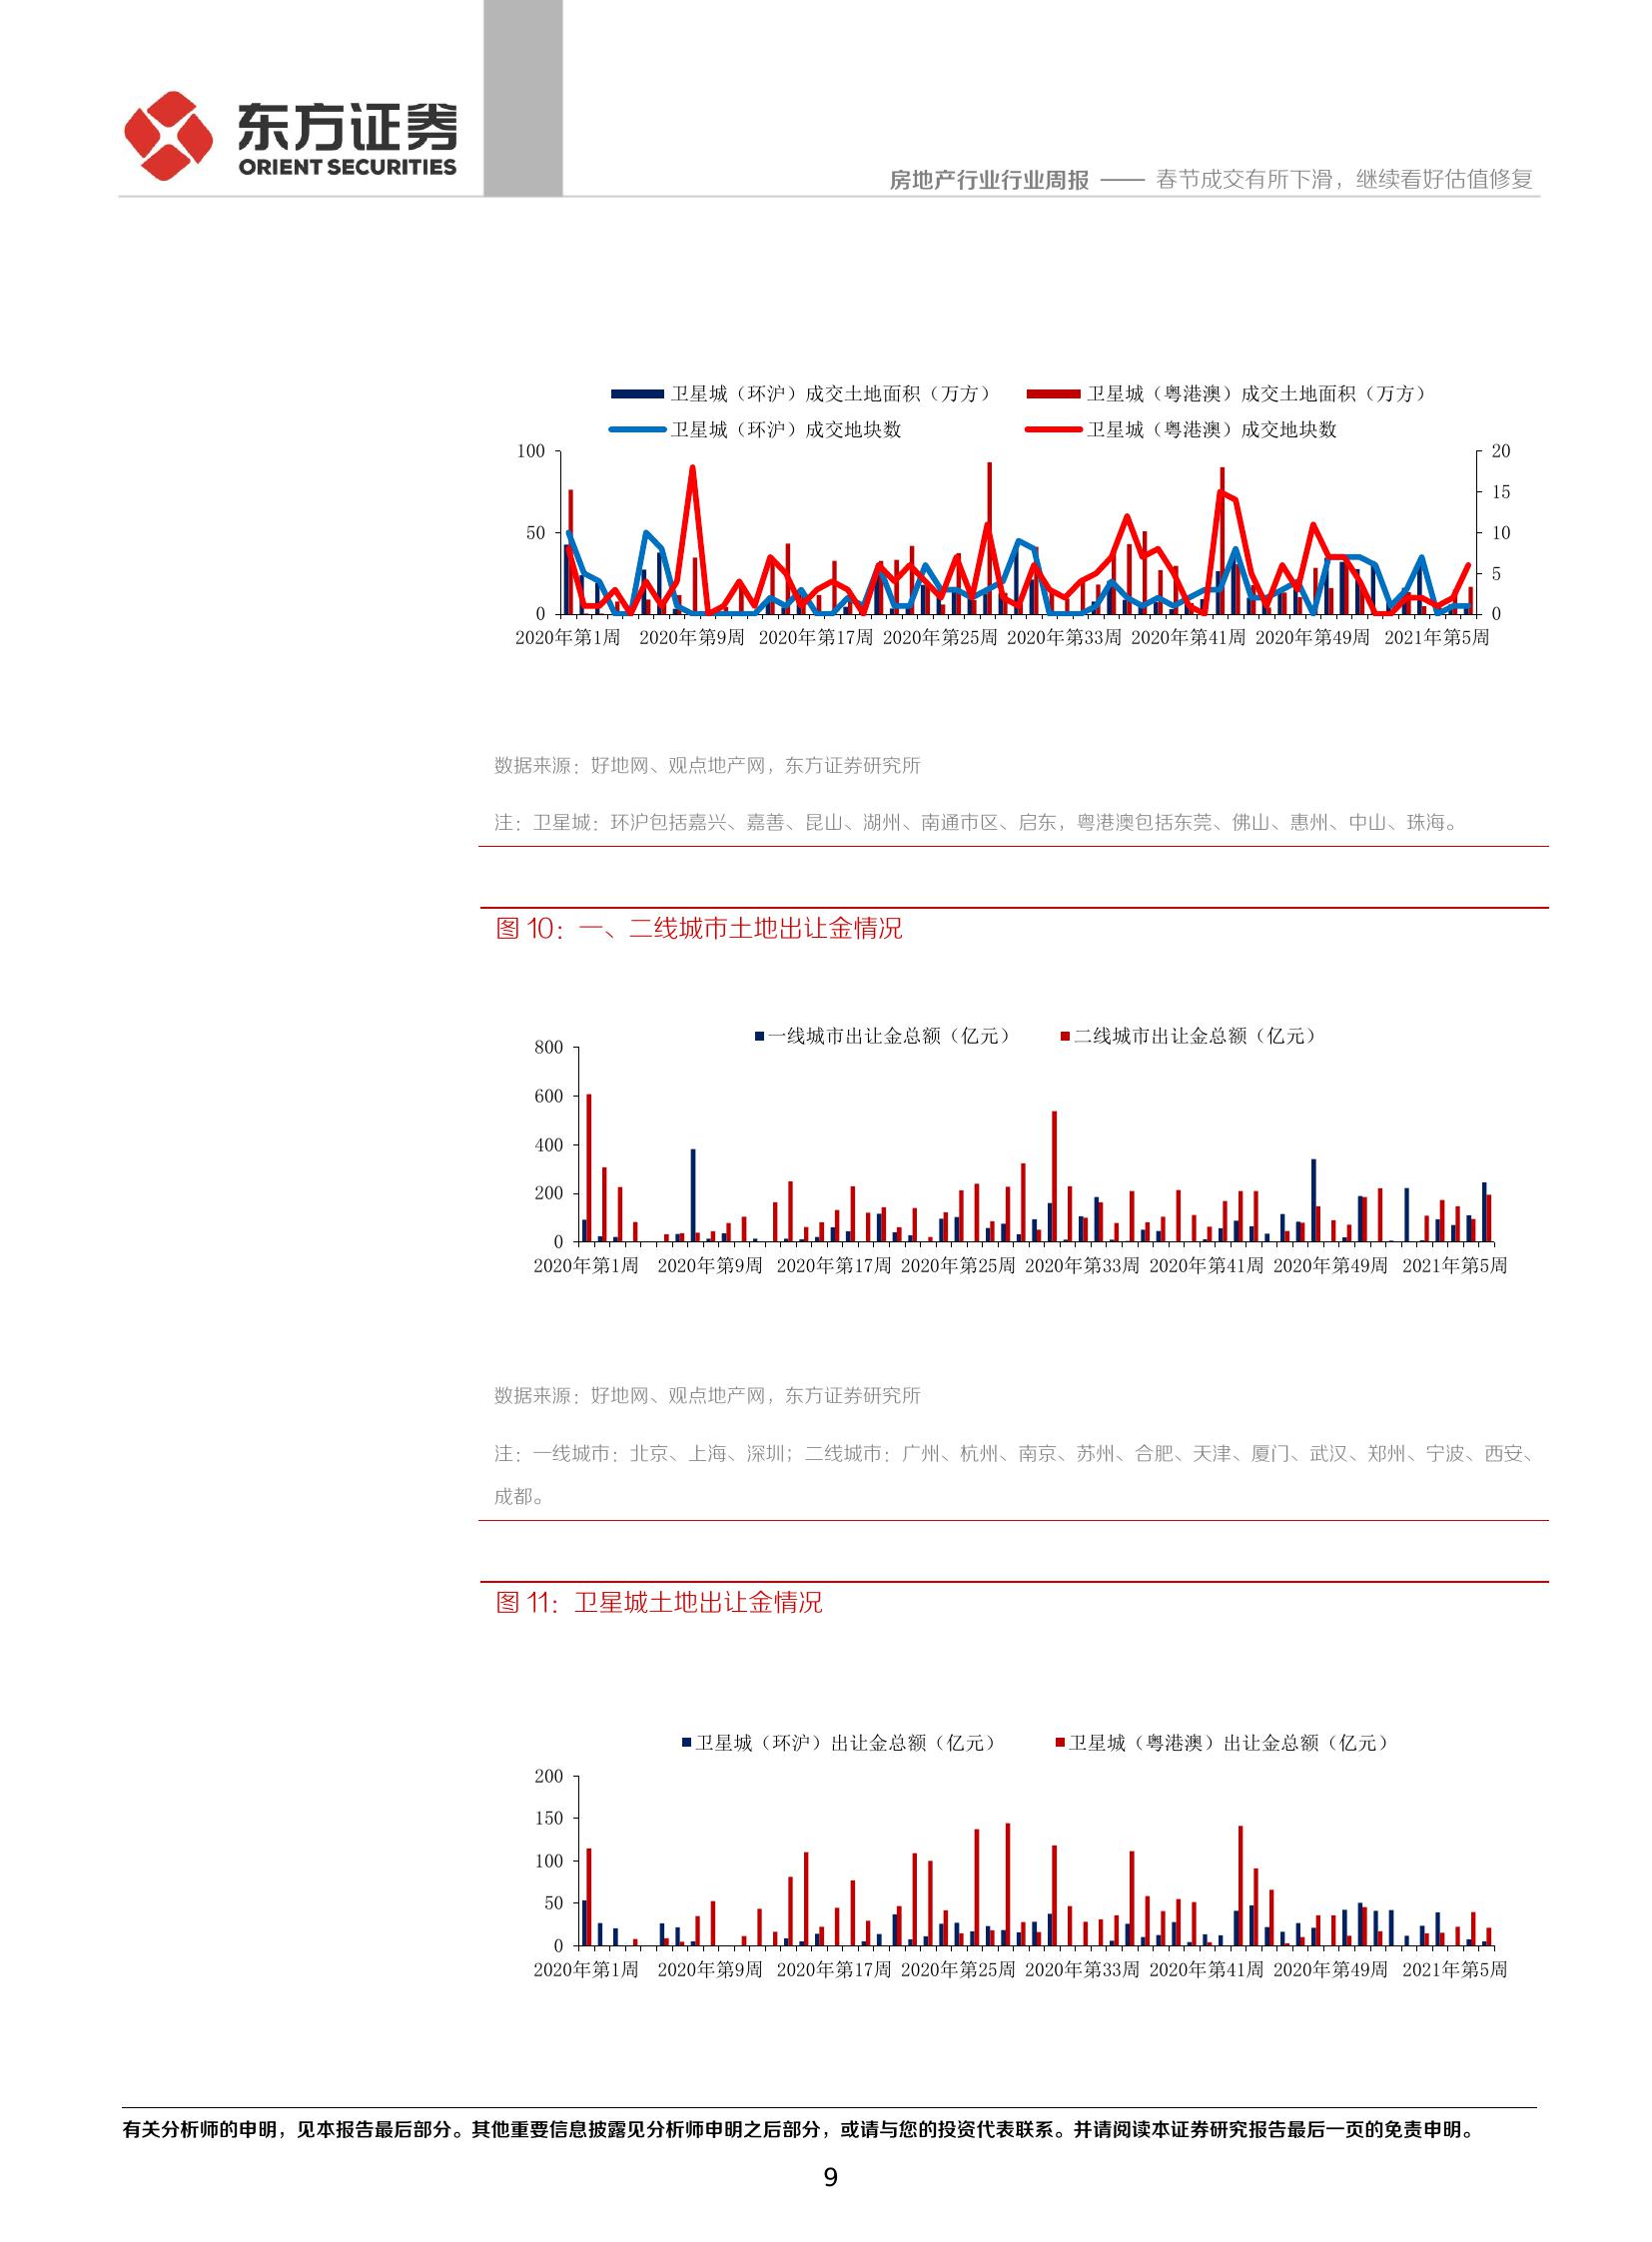 东方证券
ORIENT SECURITIES
房地产行业行业周报 —— 春节成交有所下滑，继续看好估值修复
卫星城（环沪）成交土地面积（万方） 卫星城（粤港澳）成交土地面积（万方）
卫星城（环沪）成交地块数 卫星城（粤港澳）成交地块数
100 20
15
50 10
5
0 0
2020年第1周 2020年第9周 2020年第17周 2020年第25周 2020年第33周 2020年第41周 2020年第49周 2021年第5周
数据来源：好地网、观点地产网，东方证券研究所
注：卫星城：环沪包括嘉兴、嘉善、昆山、湖州、南通市区、启东，粤港澳包括东莞、佛山、惠州、中山、珠海。
图 10：一、二线城市土地出让金情况
一线城市出让金总额（亿元） 二线城市出让金总额（亿元）
800
600
400
200
0
2020年第1周 2020年第9周 2020年第17周 2020年第25周 2020年第33周 2020年第41周 2020年第49周 2021年第5周
数据来源：好地网、观点地产网，东方证券研究所
注：一线城市：北京、上海、深圳；二线城市：广州、杭州、南京、苏州、合肥、天津、厦门、武汉、郑州、宁波、西安、
成都。
图 11：卫星城土地出让金情况
卫星城（环沪）出让金总额（亿元） 卫星城（粤港澳）出让金总额（亿元）
200
150
100
50
0
2020年第1周 2020年第9周 2020年第17周 2020年第25周 2020年第33周 2020年第41周 2020年第49周 2021年第5周
有关分析师的申明，见本报告最后部分。其他重要信息披露见分析师申明之后部分，或请与您的投资代表联系。并请阅读本证券研究报告最后一页的免责申明。
9